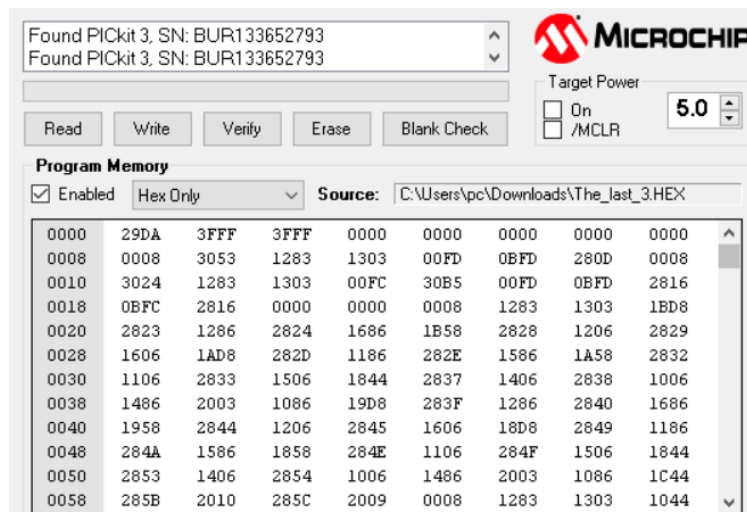 Found PICkit 3, SN: BUR133652793
Found PICkit 3, SN: BUR133652793
MICROCHIP
Target Power
On
/MCLR
5.0
Read Write Verify Erase Blank Check
Program Memory
Enabled Hex Only Source: C:\Users\pc\Downloads\The_last_3.HEX
0000 29DA 3FFF 3FFF 0000 0000 0000 0000 0000
0008 0008 3053 1283 1303 00FD 0BFD 280D 0008
0010 3024 1283 1303 00FC 30B5 00FD 0BFD 2816
0018 0BFC 2816 0000 0000 0008 1283 1303 1BD8
0020 2823 1286 2824 1686 1B58 2828 1206 2829
0028 1606 1AD8 282D 1186 282E 1586 1A58 2832
0030 1106 2833 1506 1844 2837 1406 2838 1006
0038 1486 2003 1086 19D8 283F 1286 2840 1686
0040 1958 2844 1206 2845 1606 18D8 2849 1186
0048 284A 1586 1858 284E 1106 284F 1506 1844
0050 2853 1406 2854 1006 1486 2003 1086 1C44
0058 285B 2010 285C 2009 0008 1283 1303 1044